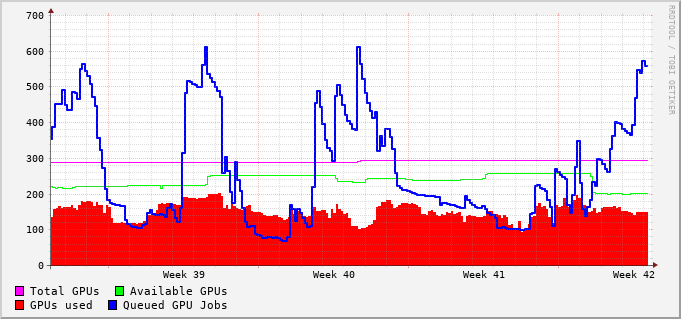 700
600
500
400
300
200
100
0
Week 39 Week 40 Week 41 Week 42
Total GPUs Available GPUs
GPUs used Queued GPU Jobs
RRDTOOL / TOBI OETIKER